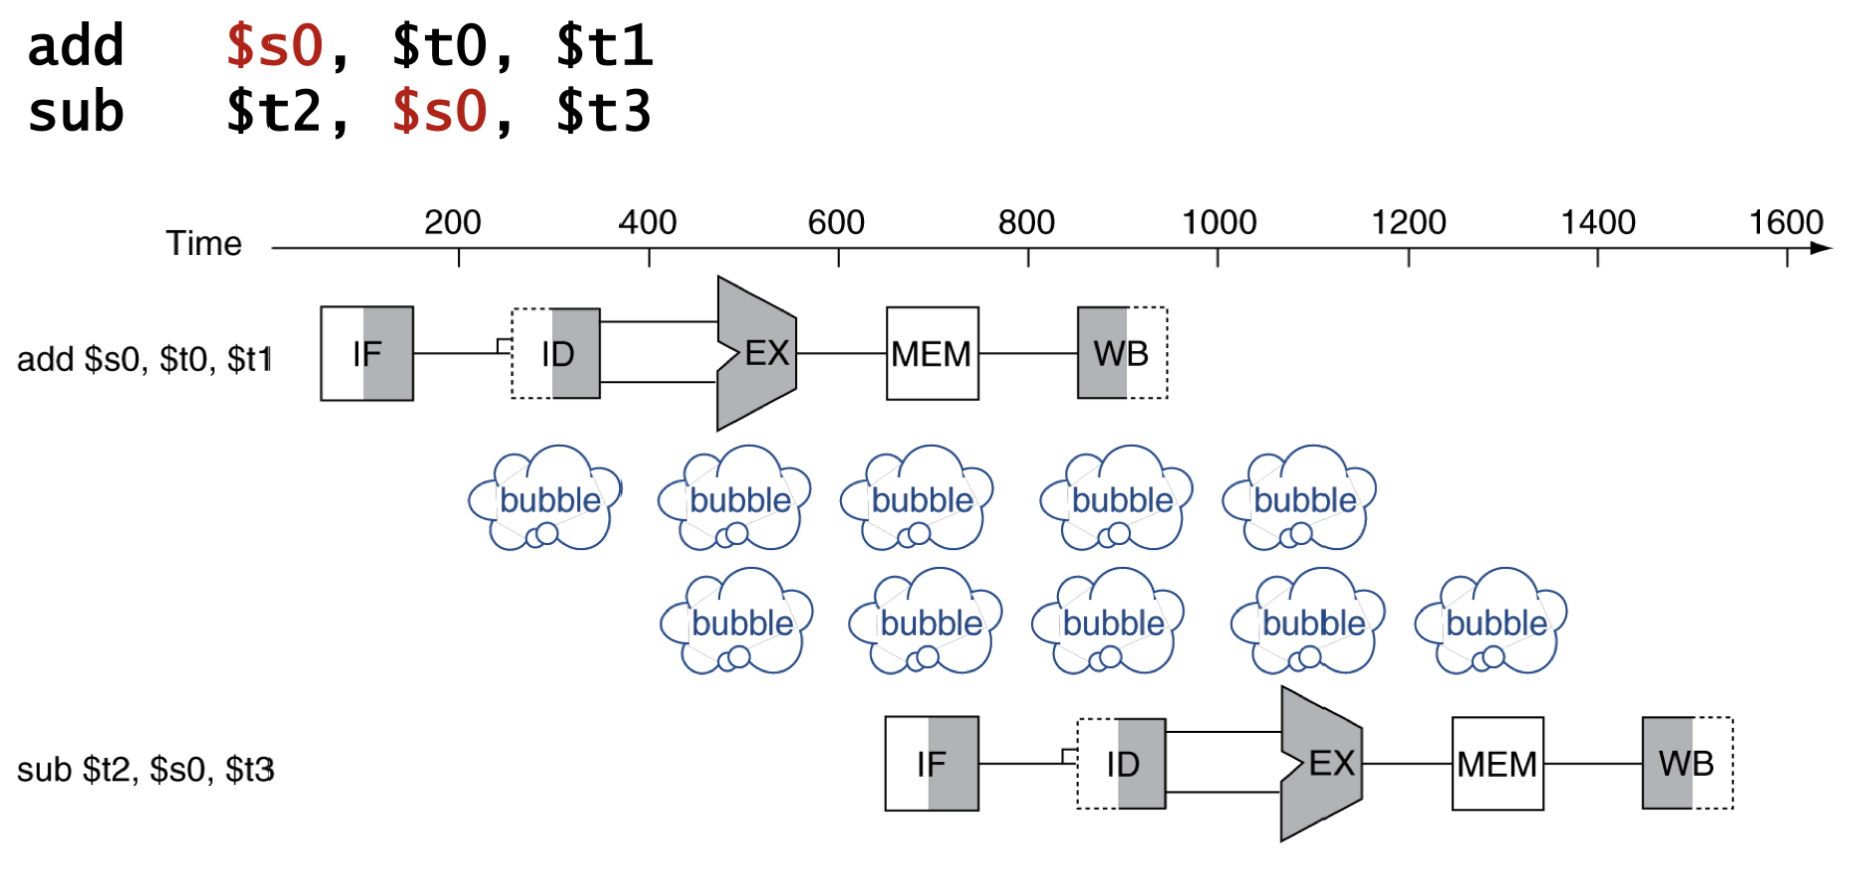 add $s0, $t0, $t1
sub $t2, $s0, $t3
200 400 600 800 1000 1200 1400 1600
Time
add $s0, $t0, $t1 IF ID EX MEM WB
bubble bubble bubble bubble bubble
bubble bubble bubble bubble bubble
sub $t2, $s0, $t3 IF ID EX MEM WB